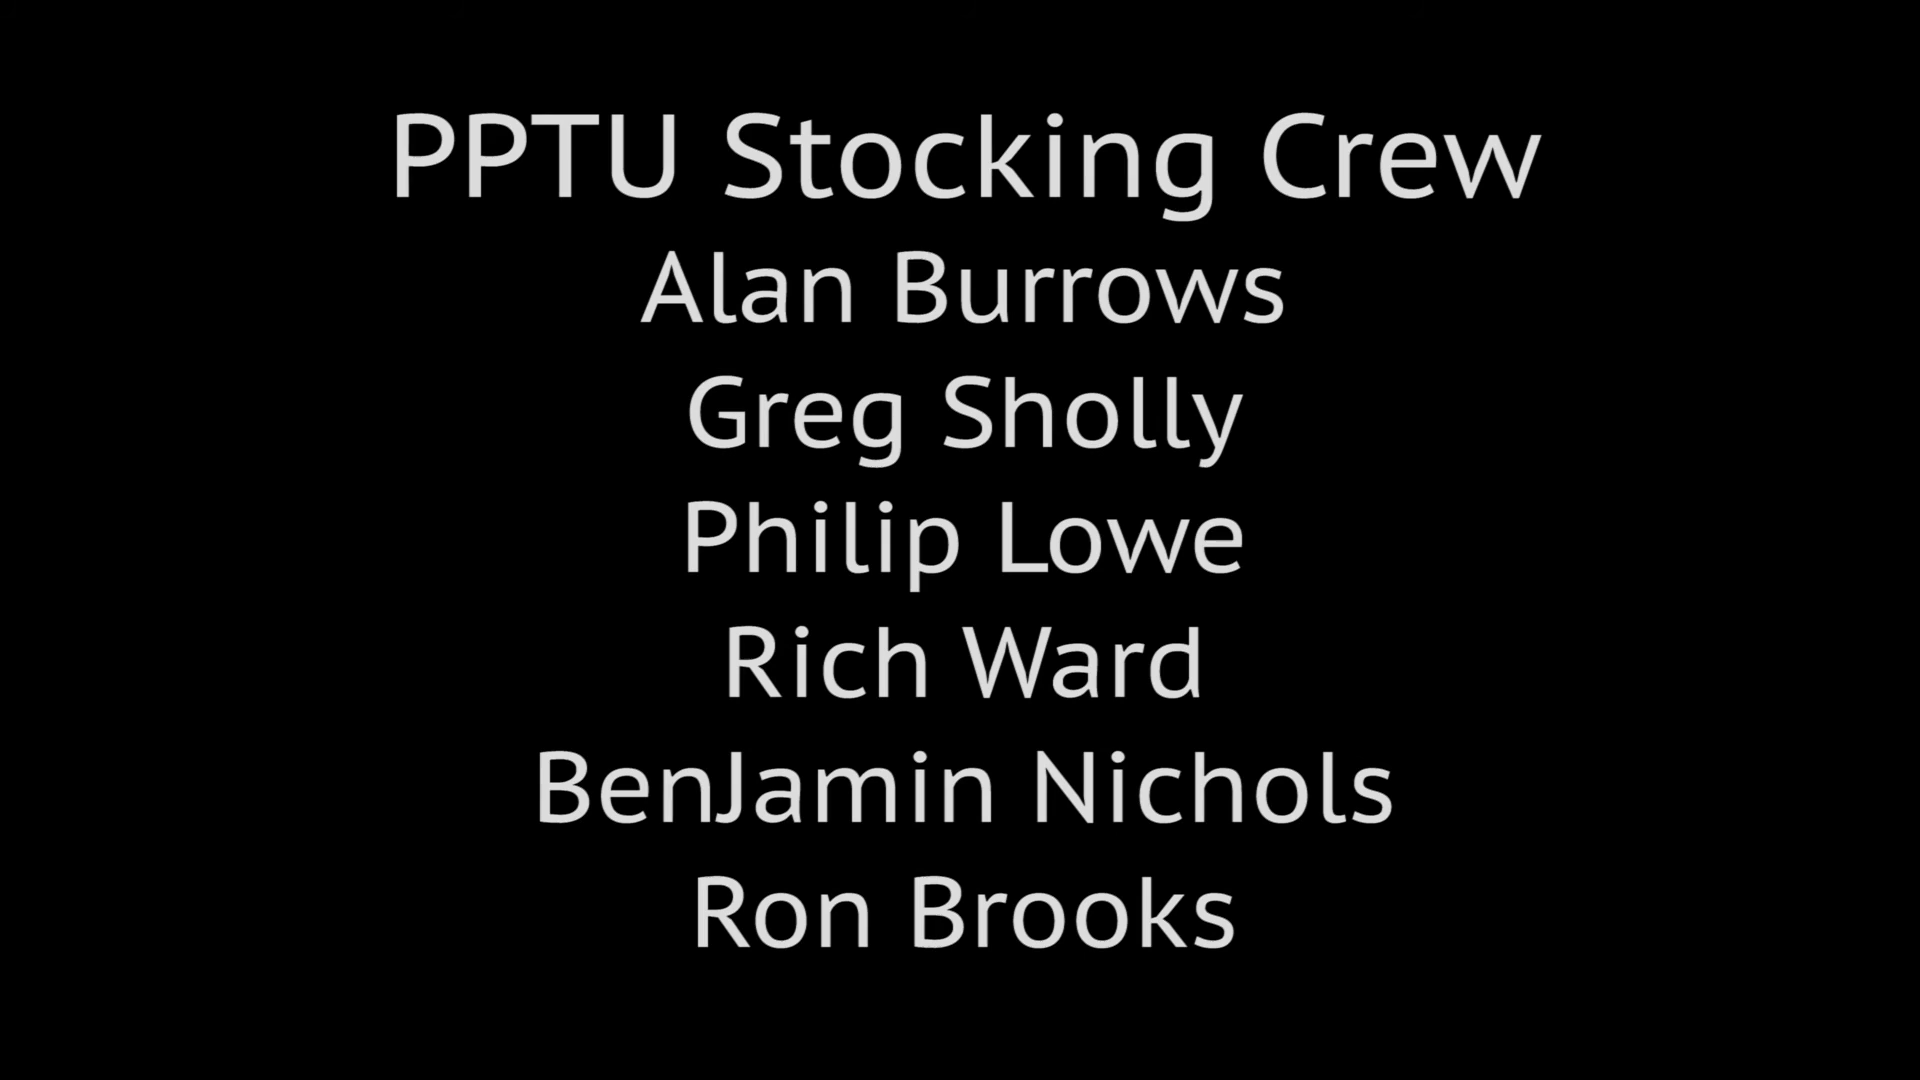 PPTU Stocking Crew
Alan Burrows
Greg Sholly
Philip Lowe
Rich Ward
BenJamin Nichols
Ron Brooks